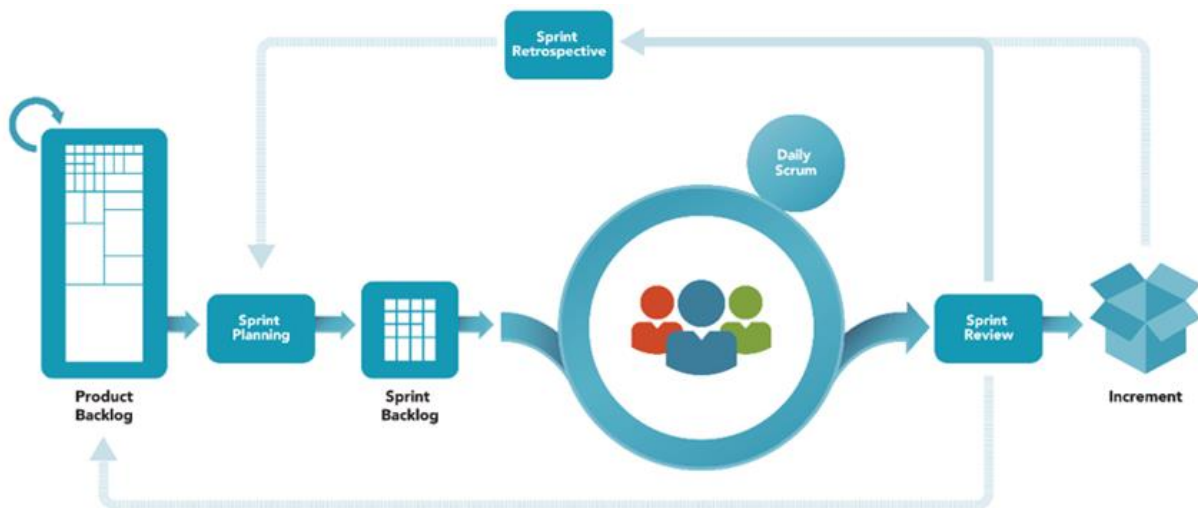 Sprint
Retrospective
Daily
Scrum
Sprint
Planning
Sprint
Review
Product
Backlog
Sprint
Backlog
Increment